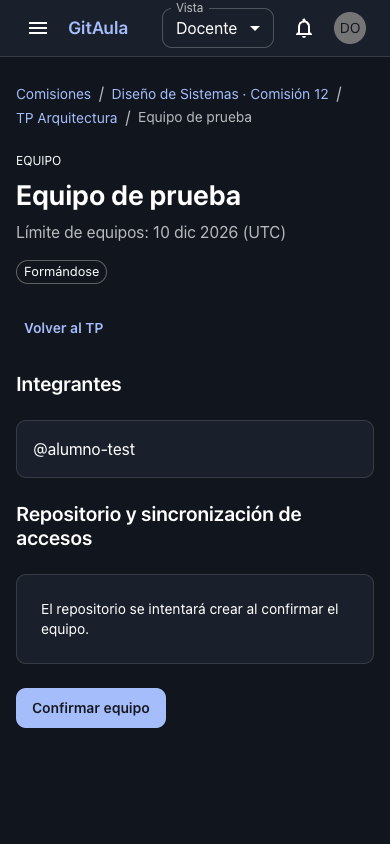 GitAula
Vista
Docente
DO
Comisiones / Diseño de Sistemas · Comisión 12 /
TP Arquitectura / Equipo de prueba
EQUIPO
Equipo de prueba
Límite de equipos: 10 dic 2026 (UTC)
Formándose
Volver al TP
Integrantes
@alumno-test
Repositorio y sincronización de
accesos
El repositorio se intentará crear al confirmar el
equipo.
Confirmar equipo